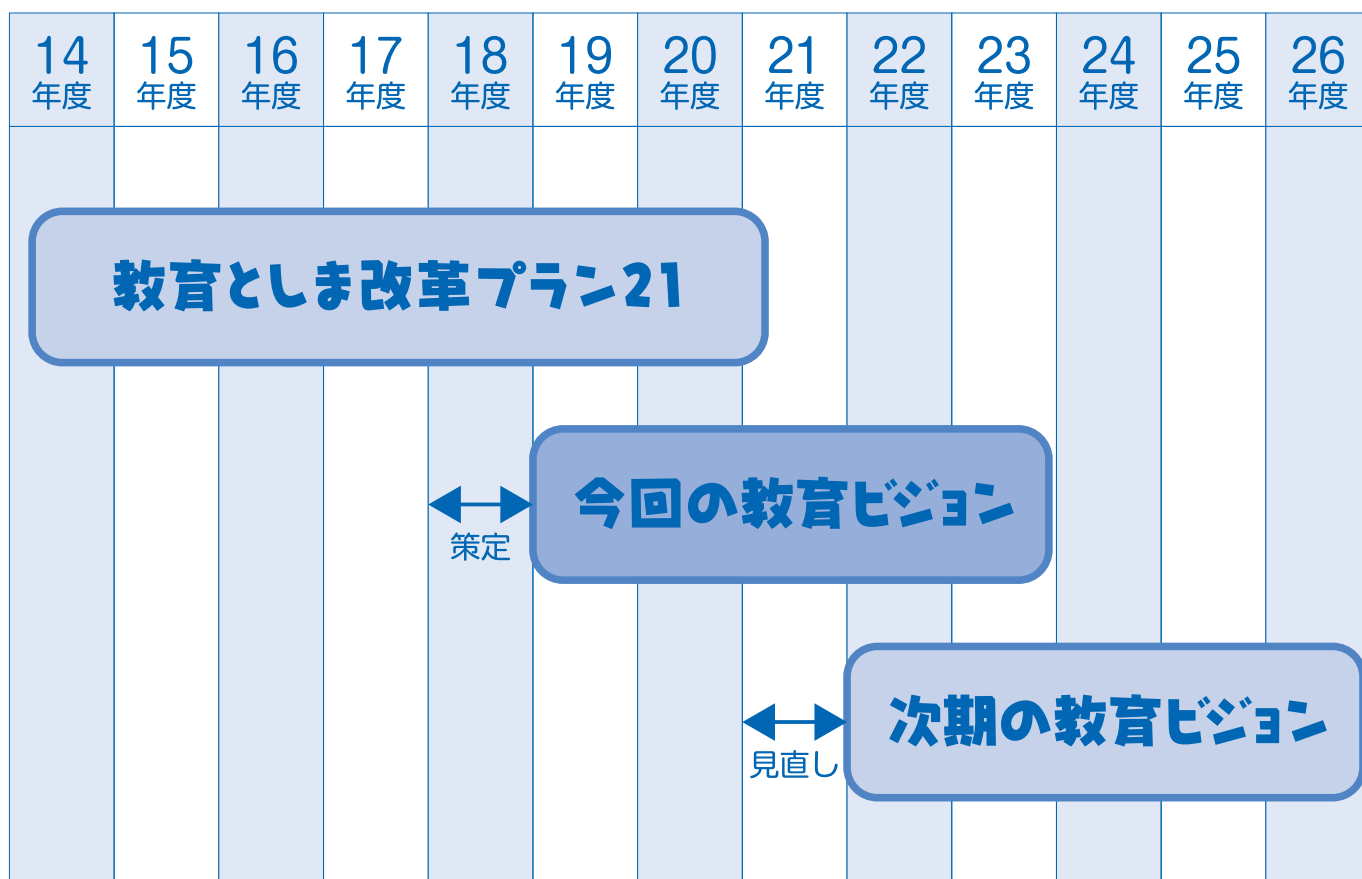 14 15 16 17 18 19 20 21 22 23 24 25 26
年度 年度 年度 年度 年度 年度 年度 年度 年度 年度 年度 年度 年度
教育としま改革プラン21
今回の教育ビジョン
策定
次期の教育ビジョン
見直し